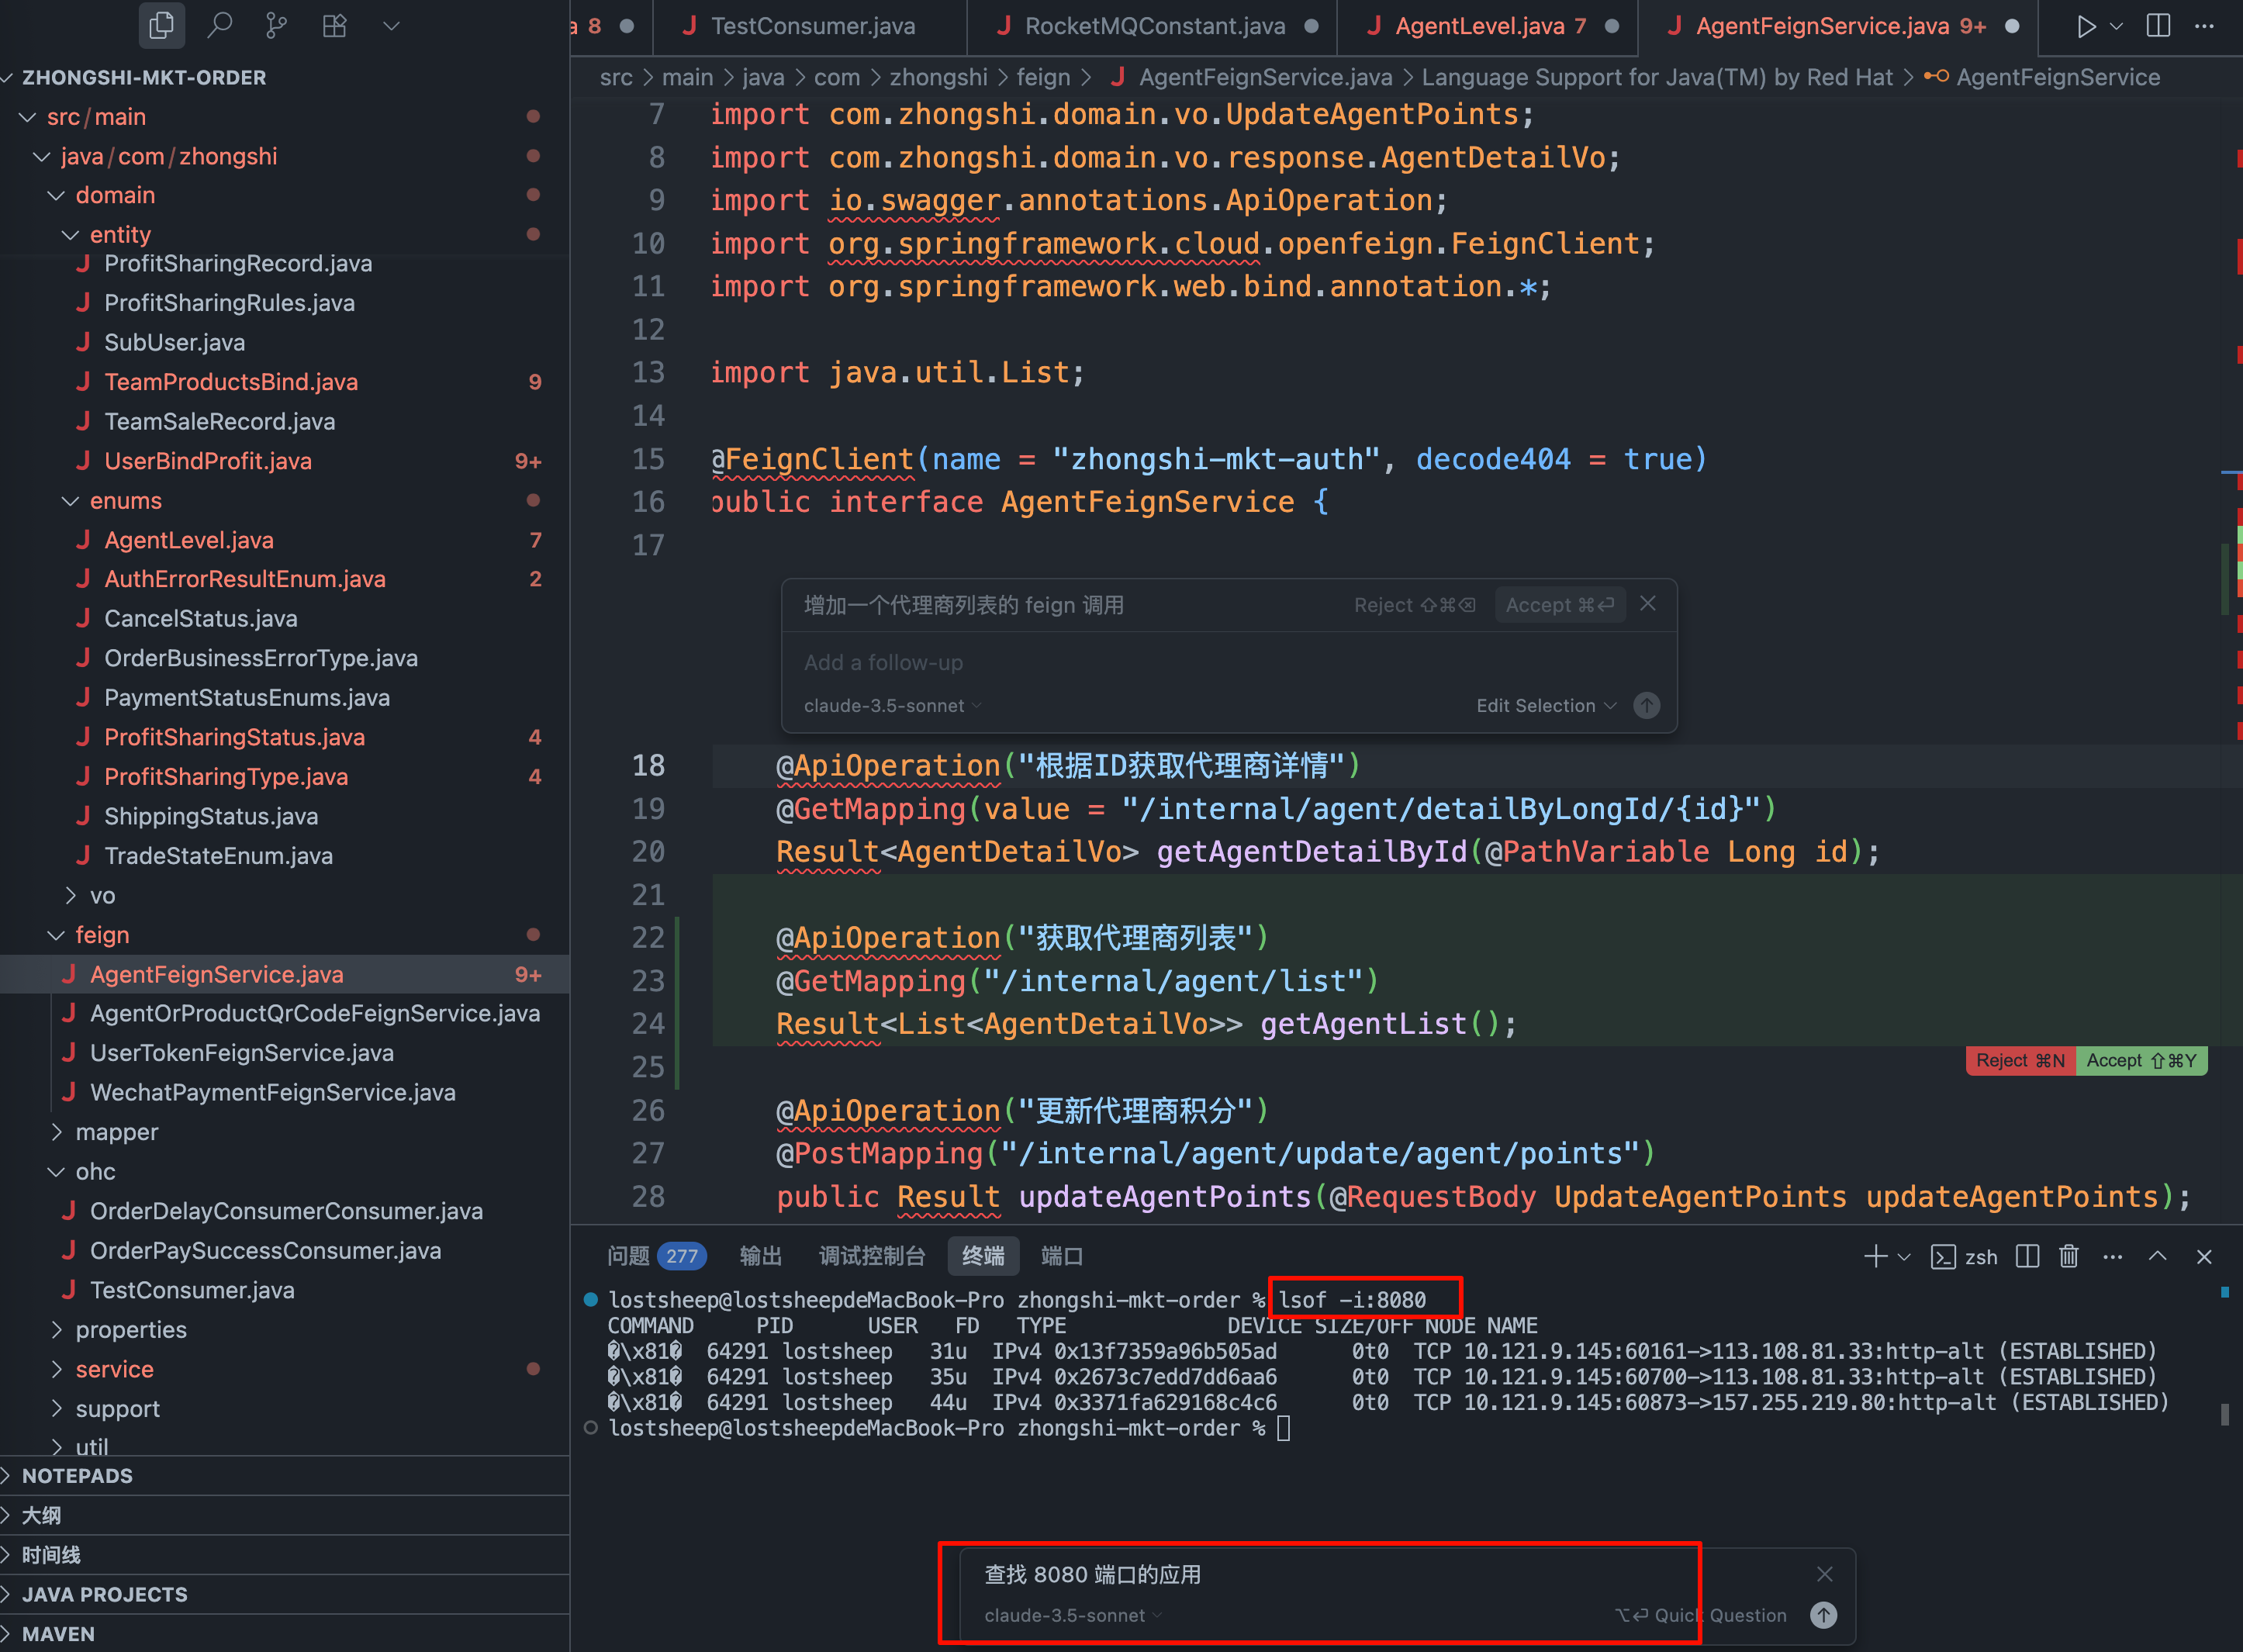 a 8
TestConsumer.java
RocketMQConstant.java
AgentLevel.java 7
AgentFeignService.java 9+
src > main > java > com > zhongshi > feign > AgentFeignService.java > Language Support for Java(TM) by Red Hat > AgentFeignService
ZHONGSHI-MKT-ORDER
src/main
java/com/zhongshi
domain
entity
ProfitSharingRecord.java
ProfitSharingRules.java
SubUser.java
TeamProductsBind.java 9
TeamSaleRecord.java
UserBindProfit.java 9+
enums
AgentLevel.java 7
AuthErrorResultEnum.java 2
CancelStatus.java
OrderBusinessErrorType.java
PaymentStatusEnums.java
ProfitSharingStatus.java 4
ProfitSharingType.java 4
ShippingStatus.java
TradeStateEnum.java
vo
feign
AgentFeignService.java 9+
AgentOrProductQrCodeFeignService.java
UserTokenFeignService.java
WechatPaymentFeignService.java
mapper
ohc
OrderDelayConsumerConsumer.java
OrderPaySuccessConsumer.java
TestConsumer.java
properties
service
support
util
NOTEPADS
大纲
时间线
JAVA PROJECTS
MAVEN
7 import com.zhongshi.domain.vo.UpdateAgentPoints;
8 import com.zhongshi.domain.vo.response.AgentDetailVo;
9 import io.swagger.annotations.ApiOperation;
10 import org.springframework.cloud.openfeign.FeignClient;
11 import org.springframework.web.bind.annotation.*;
12
13 import java.util.List;
14
15 @FeignClient(name = "zhongshi-mkt-auth", decode404 = true)
16 public interface AgentFeignService {
17
增加一个代理商列表的 feign 调用 Reject ⇧⌘⌫ Accept ⌘⏎
Add a follow-up
claude-3.5-sonnet Edit Selection
18 @ApiOperation("根据ID获取代理商详情")
19 @GetMapping(value = "/internal/agent/detailByLongId/{id}")
20 Result<AgentDetailVo> getAgentDetailById(@PathVariable Long id);
21
22 @ApiOperation("获取代理商列表")
23 @GetMapping("/internal/agent/list")
24 Result<List<AgentDetailVo>> getAgentList();
25
Reject ⌘N Accept ⇧⌘Y
26 @ApiOperation("更新代理商积分")
27 @PostMapping("/internal/agent/update/agent/points")
28 public Result updateAgentPoints(@RequestBody UpdateAgentPoints updateAgentPoints);
问题 277 输出 调试控制台 终端 端口 zsh
lostsheep@lostsheepdeMacBook-Pro zhongshi-mkt-order % lsof -i:8080
COMMAND PID USER FD TYPE DEVICE SIZE/OFF NODE NAME
�\x81� 64291 lostsheep 31u IPv4 0x13f7359a96b505ad 0t0 TCP 10.121.9.145:60161->113.108.81.33:http-alt (ESTABLISHED)
�\x81� 64291 lostsheep 35u IPv4 0x2673c7edd7dd6aa6 0t0 TCP 10.121.9.145:60700->113.108.81.33:http-alt (ESTABLISHED)
�\x81� 64291 lostsheep 44u IPv4 0x3371fa629168c4c6 0t0 TCP 10.121.9.145:60873->157.255.219.80:http-alt (ESTABLISHED)
lostsheep@lostsheepdeMacBook-Pro zhongshi-mkt-order %
查找 8080 端口的应用
claude-3.5-sonnet ⌥⏎ Quick Question